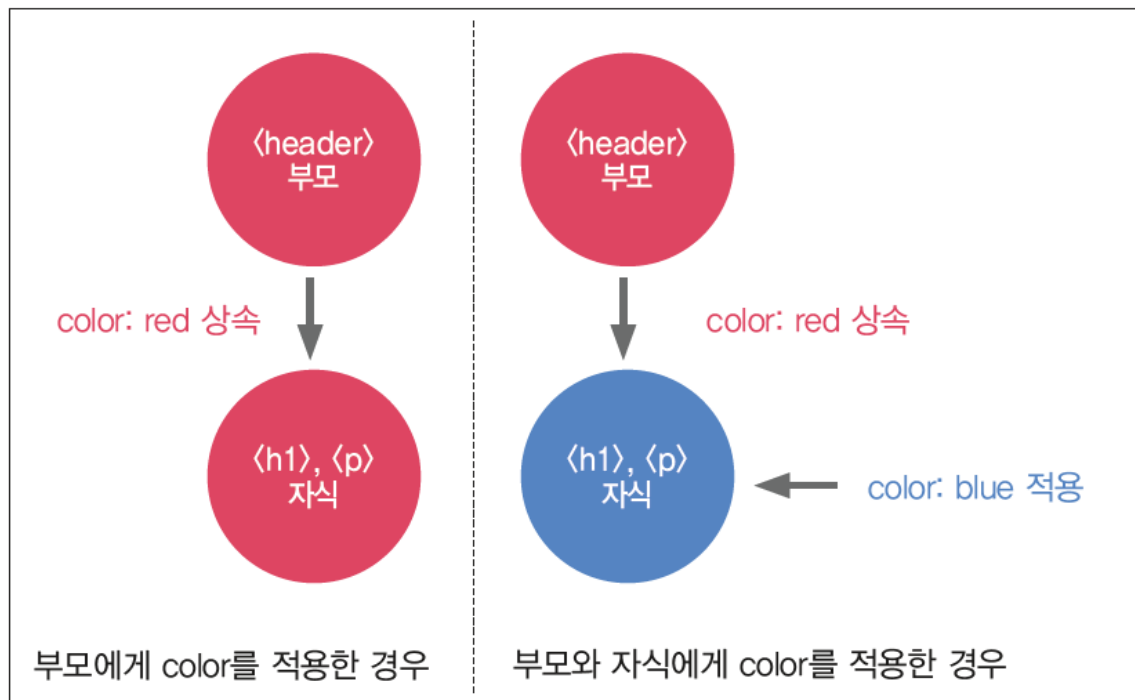 〈header〉
부모
color: red 상속
〈h1〉, 〈p〉
자식
부모에게 color를 적용한 경우
〈header〉
부모
color: red 상속
〈h1〉, 〈p〉
자식
color: blue 적용
부모와 자식에게 color를 적용한 경우